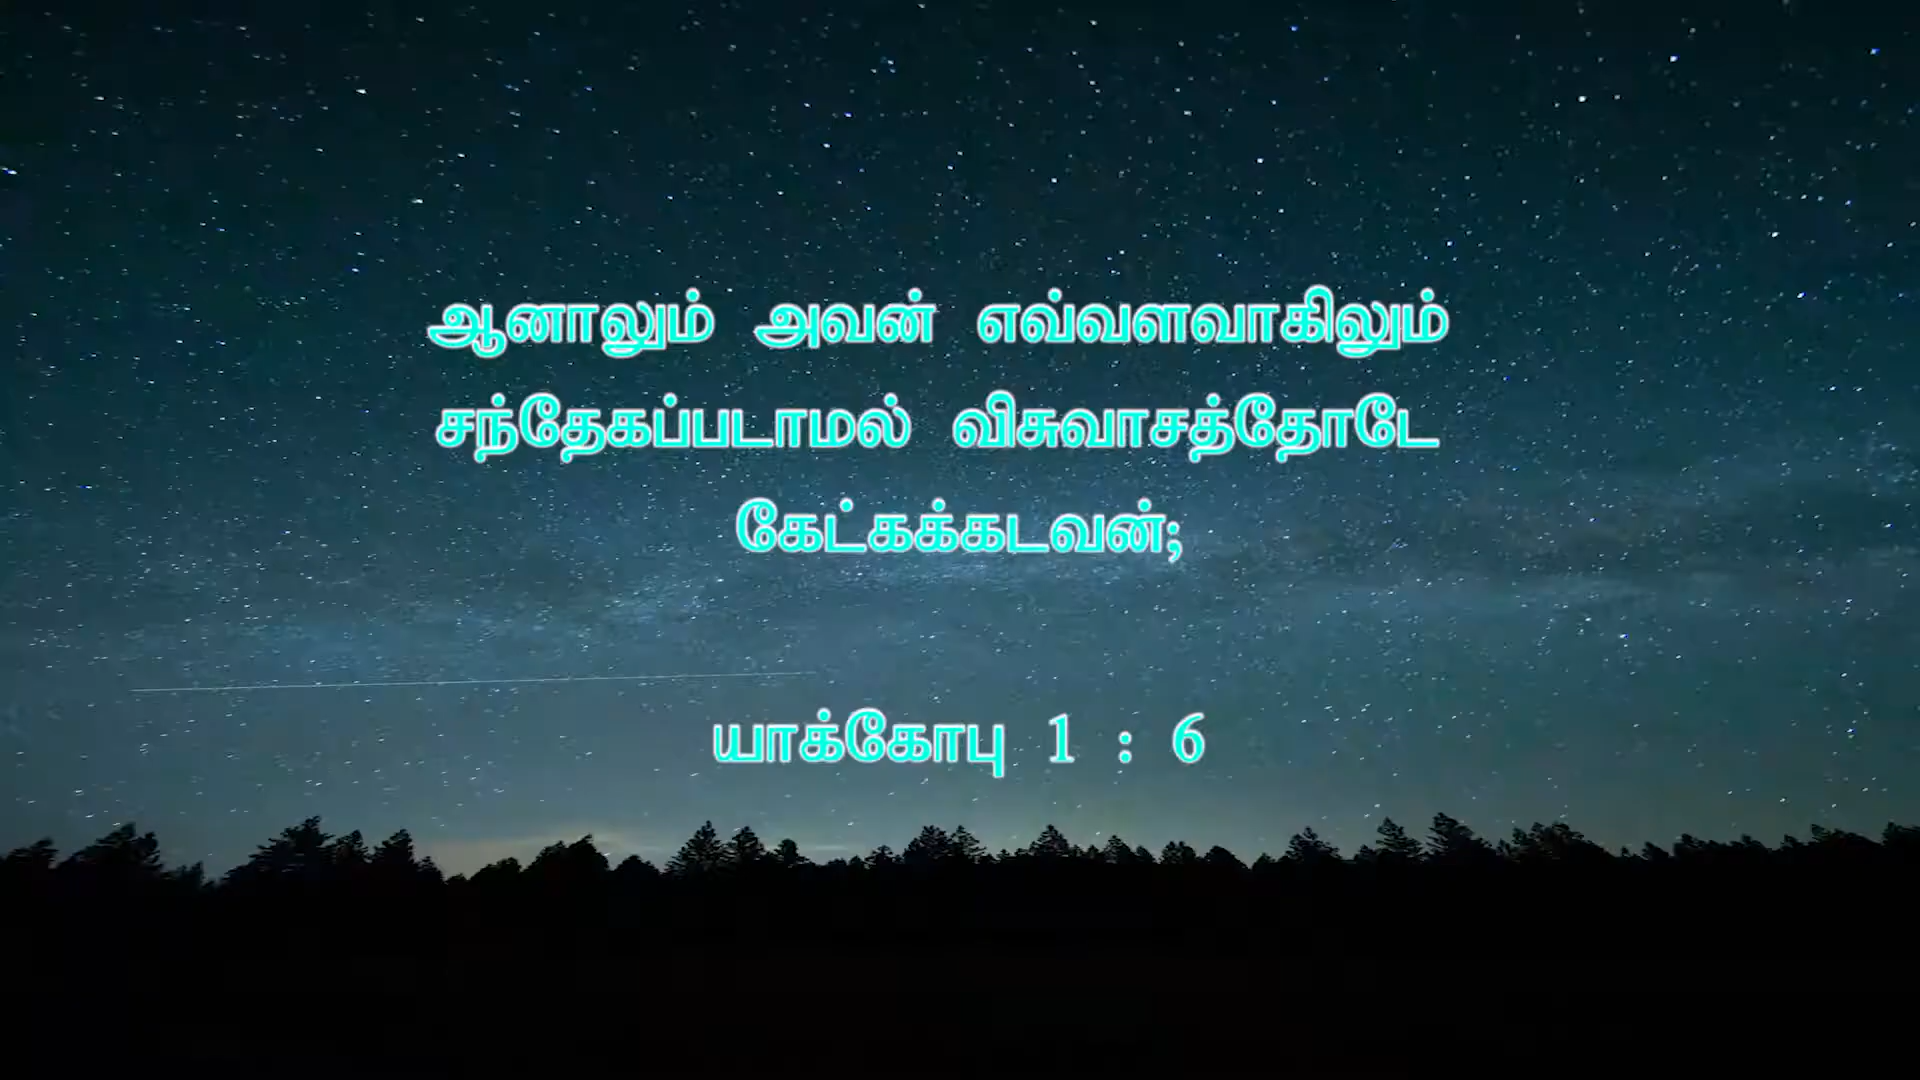 ஆனாலும் அவன் எவ்வளவாகிலும்
சந்தேகப்படாமல் விசுவாசத்தோடே
கேட்கக்கடவன்;
யாக்கோபு 1 : 6